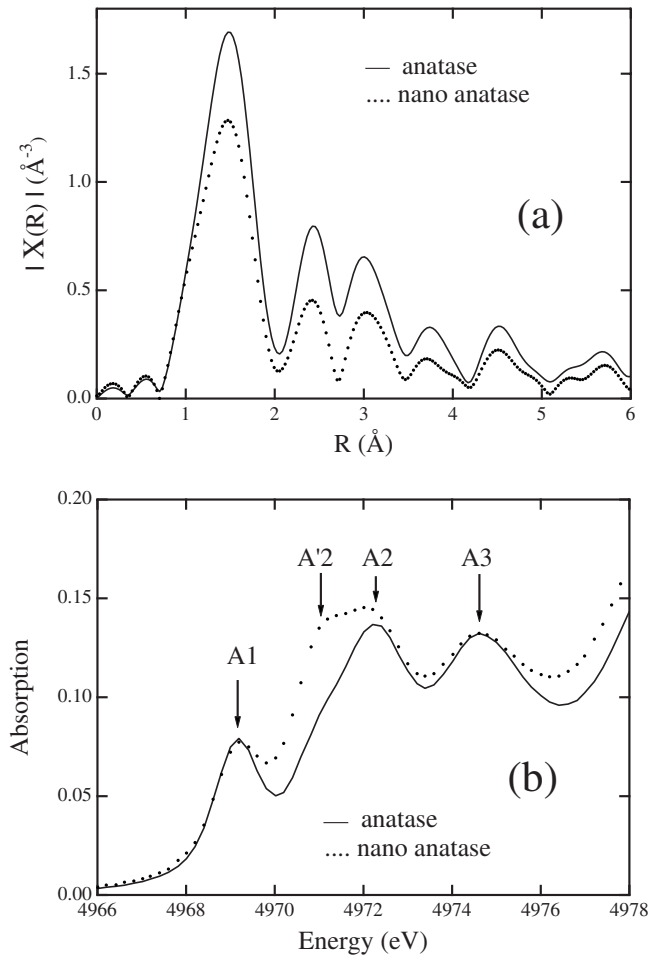 1.5
1.0
0.5
0.0
| X(R) | (Å⁻³)
— anatase
.... nano anatase
(a)
0 1 2 3 4 5 6
R (Å)
0.20
0.15
0.10
0.05
0.00
Absorption
A'2 A2 A3
A1
(b)
— anatase
.... nano anatase
4966 4968 4970 4972 4974 4976 4978
Energy (eV)